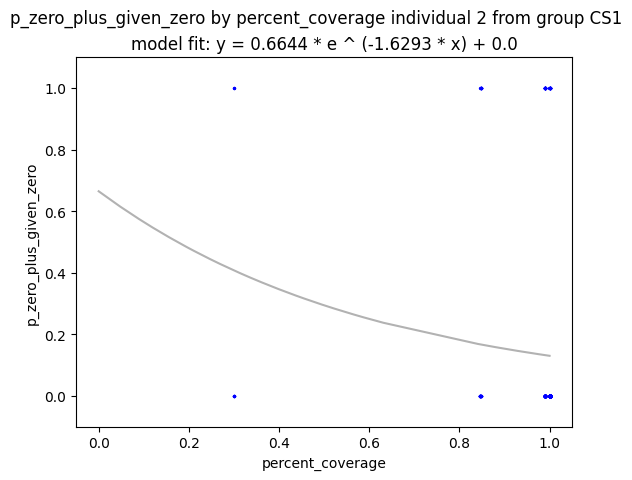 p_zero_plus_given_zero by percent_coverage individual 2 from group CS1
model fit: y = 0.6644 * e ^ (-1.6293 * x) + 0.0
1.0
0.8
0.6
0.4
0.2
0.0
p_zero_plus_given_zero
0.0 0.2 0.4 0.6 0.8 1.0
percent_coverage